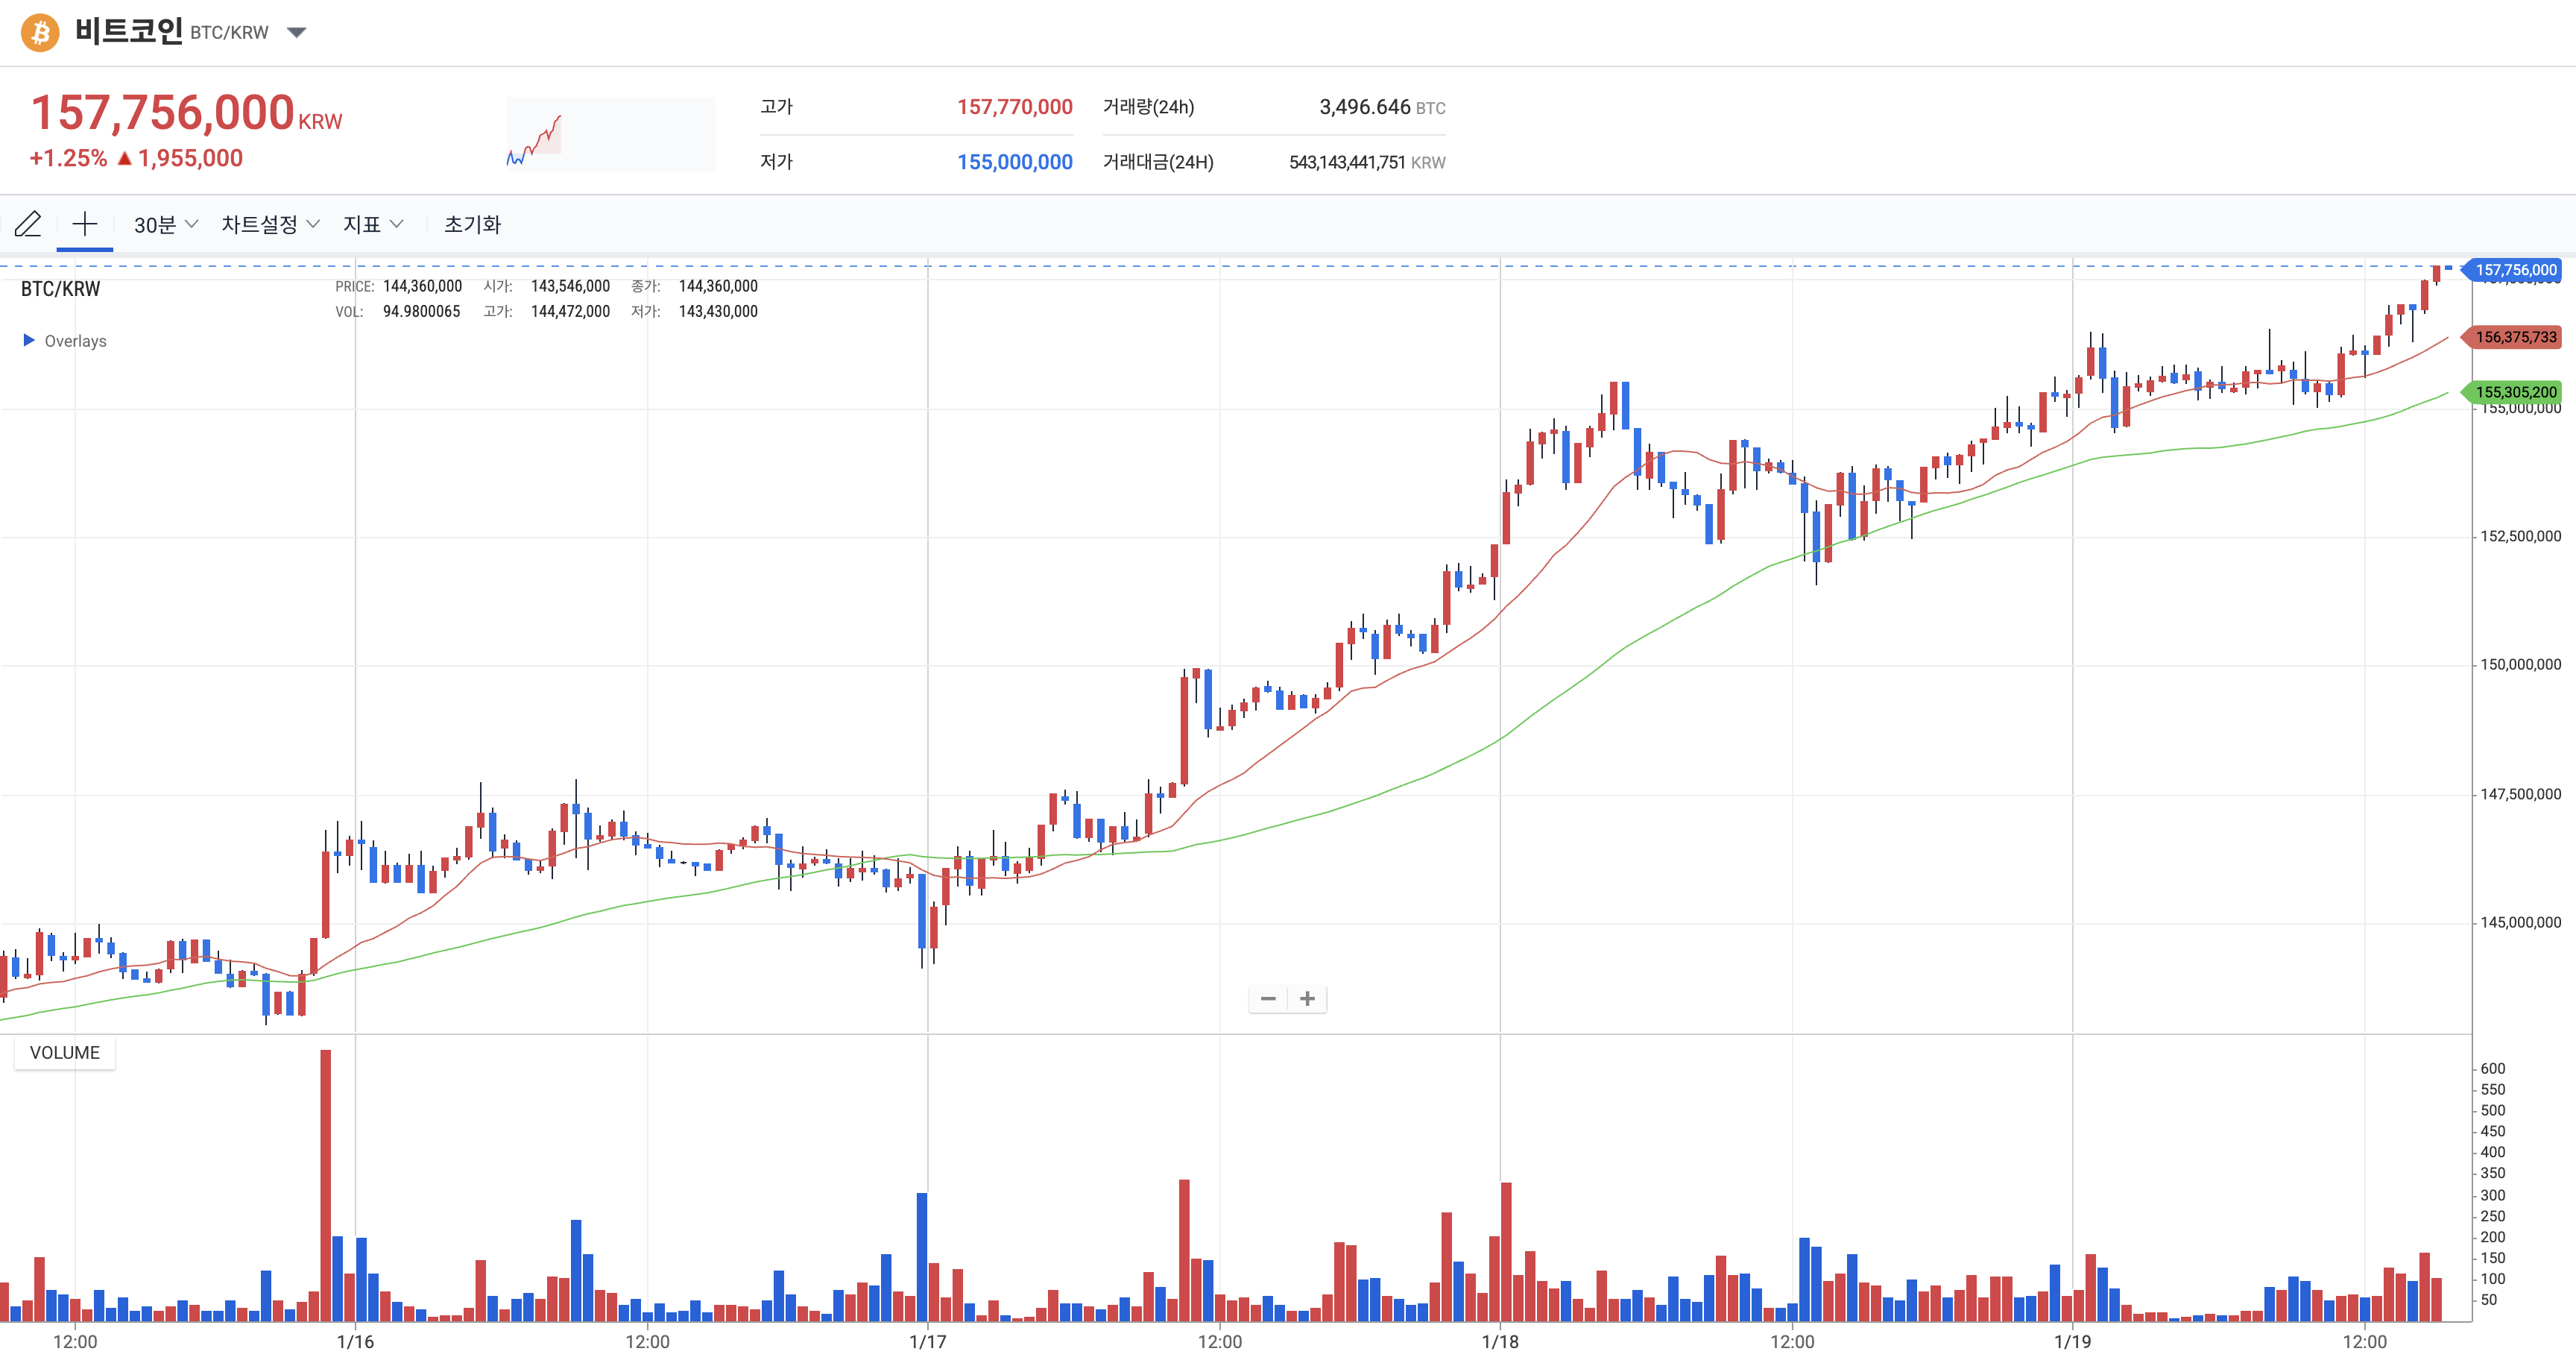 비트코인 BTC/KRW
157,756,000 KRW
+1.25% ▲ 1,955,000
고가 157,770,000 거래량(24h) 3,496.646 BTC
저가 155,000,000 거래대금(24H) 543,143,441,751 KRW
30분 차트설정 지표 초기화
BTC/KRW
PRICE: 144,360,000 시가: 143,546,000 종가: 144,360,000
VOL: 94.9800065 고가: 144,472,000 저가: 143,430,000
Overlays
157,756,000
156,375,733
155,305,200
155,000,000
152,500,000
150,000,000
147,500,000
145,000,000
VOLUME
600
550
500
450
400
350
300
250
200
150
100
50
12:00 1/16 12:00 1/17 12:00 1/18 12:00 1/19 12:00